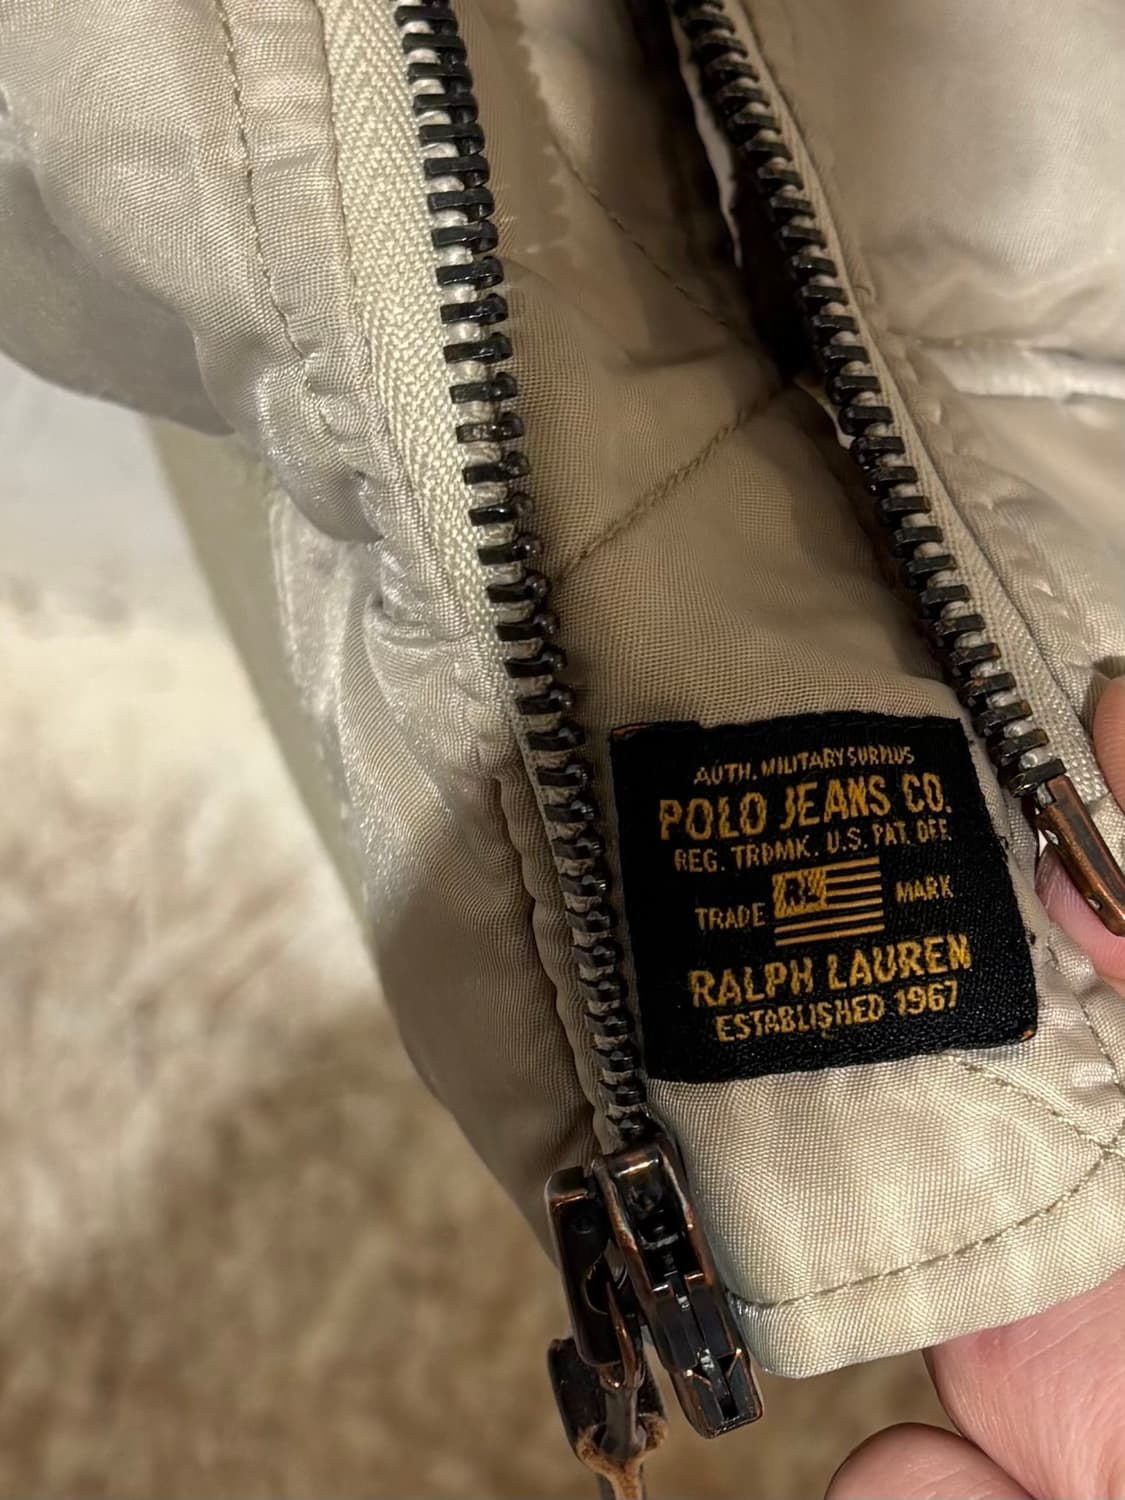 AUTH. MILITARY SURPLUS
POLO JEANS CO.
REG. TRDMK. U.S. PAT. OFF.
TRADE MARK
RALPH LAUREN
ESTABLISHED 1967